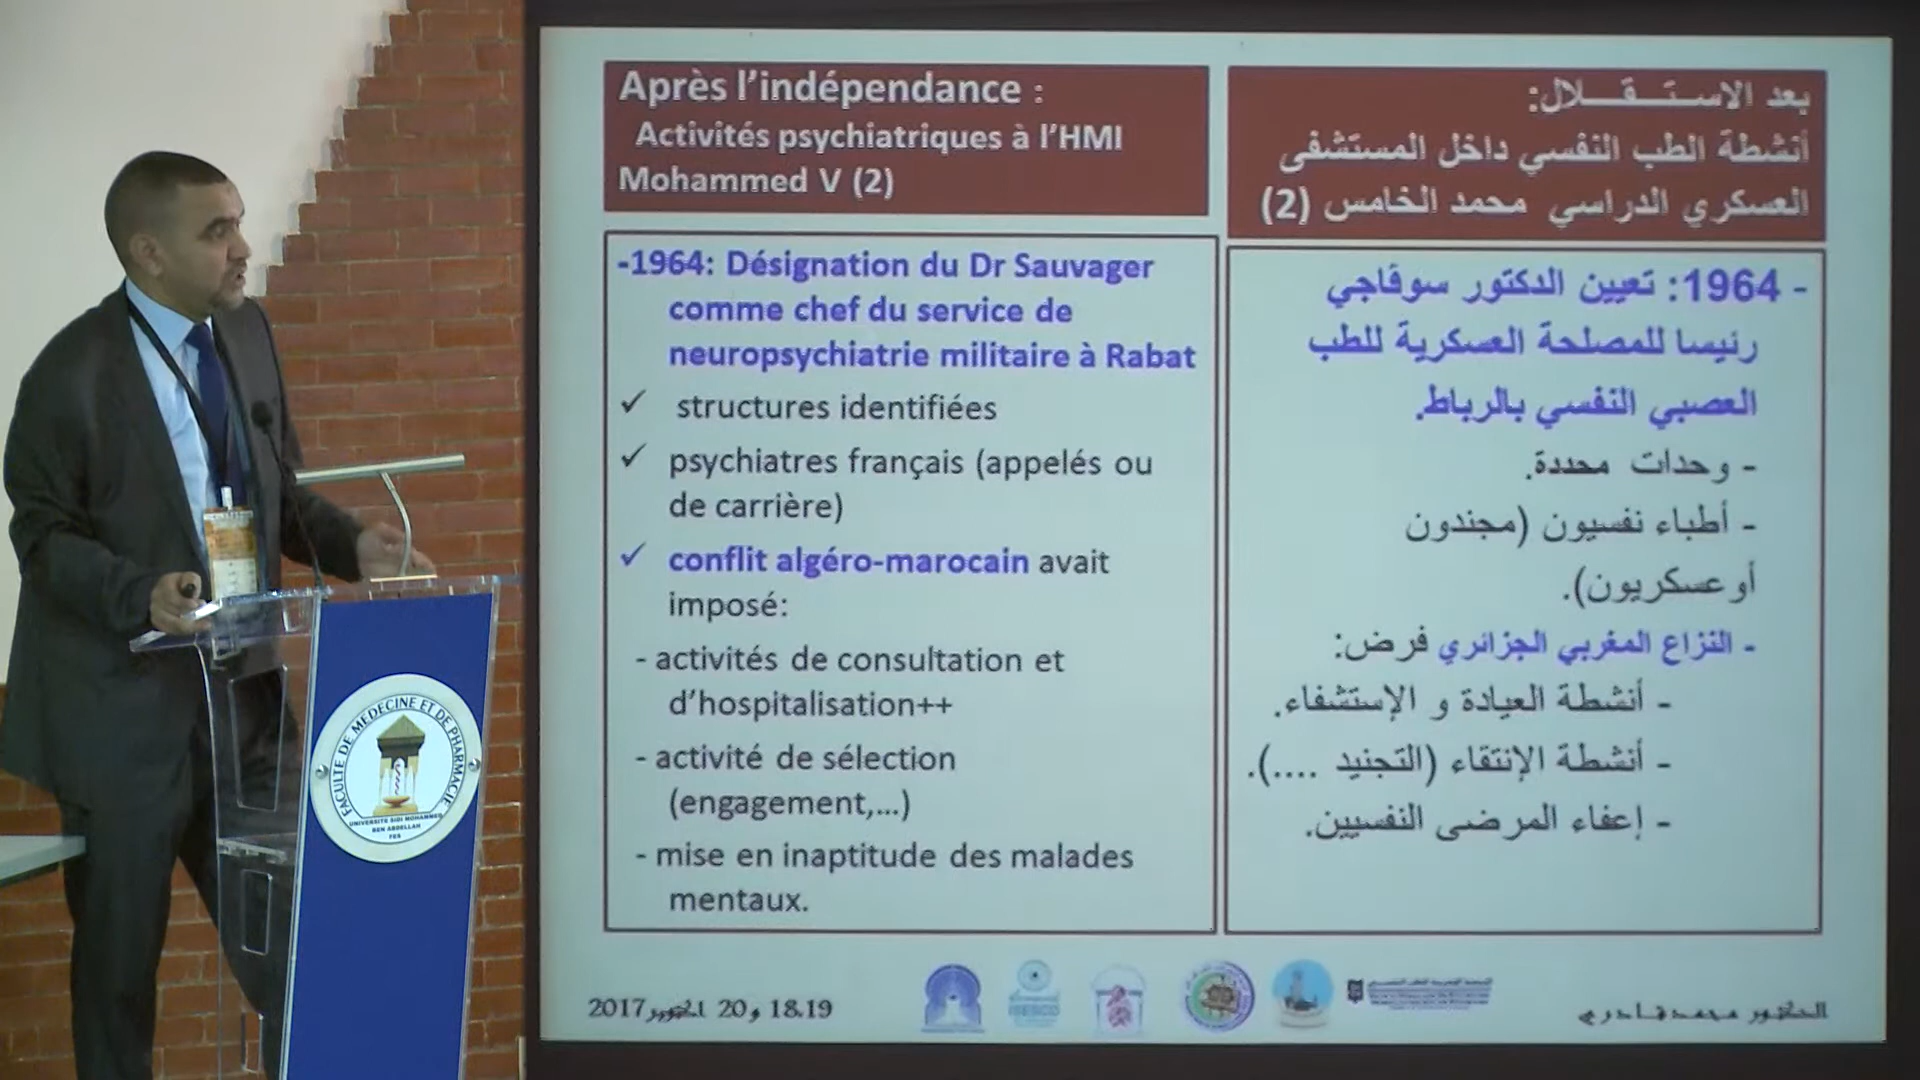 Après l’indépendance :
Activités psychiatriques à l’HMI
Mohammed V (2)
-1964: Désignation du Dr Sauvager
comme chef du service de
neuropsychiatrie militaire à Rabat
✓ structures identifiées
✓ psychiatres français (appelés ou
de carrière)
✓ conflit algéro-marocain avait
imposé:
- activités de consultation et
d’hospitalisation++
- activité de sélection
(engagement,...)
- mise en inaptitude des malades
mentaux.
بعد الاستقلال:
أنشطة الطب النفسي داخل المستشفى
العسكري الدراسي محمد الخامس (2)
- 1964: تعيين الدكتور سوفاجي
رئيسا للمصلحة العسكرية للطب
العصبي النفسي بالرباط.
- وحدات محددة.
- أطباء نفسيون (مجندون
أو عسكريون).
- النزاع المغربي الجزائري فرض:
- أنشطة العيادة و الإستشفاء.
- أنشطة الإنتقاء (التجنيد ....).
- إعفاء المرضى النفسيين.
18،19 و 20 اكتوبر 2017
الدكتور محمد قادري
FACULTE DE MEDECINE ET DE PHARMACIE
UNIVERSITE SIDI MOHAMMED
BEN ABDELLAH
FES